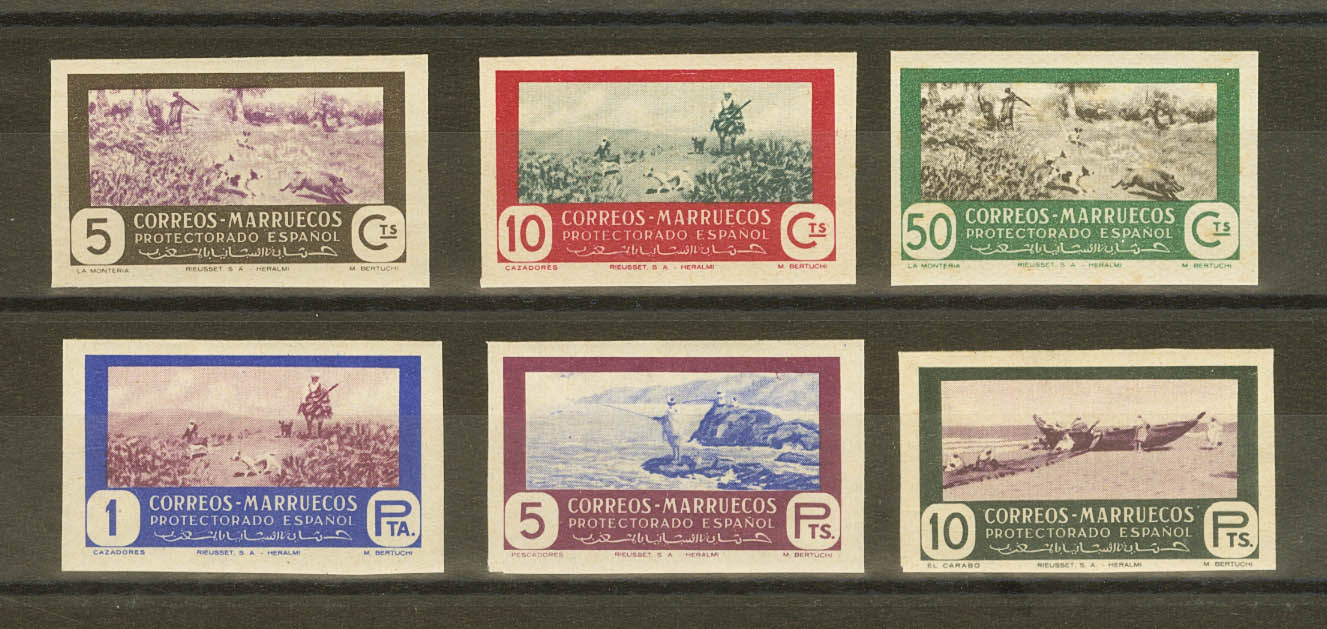 CORREOS - MARRUECOS
5 PROTECTORADO ESPAÑOL CTS
LA MONTERIA RIEUSSET, S. A. - HERALMI M. BERTUCHI
CORREOS - MARRUECOS
10 PROTECTORADO ESPAÑOL CTS
CAZADORES RIEUSSET, S. A. - HERALMI M. BERTUCHI
CORREOS - MARRUECOS
50 PROTECTORADO ESPAÑOL CTS
LA MONTERIA RIEUSSET, S. A. - HERALMI M. BERTUCHI
CORREOS - MARRUECOS
1 PROTECTORADO ESPAÑOL PTA.
CAZADORES RIEUSSET, S. A. - HERALMI M. BERTUCHI
CORREOS - MARRUECOS
5 PROTECTORADO ESPAÑOL PTS.
PESCADORES RIEUSSET, S. A. - HERALMI M. BERTUCHI
CORREOS - MARRUECOS
10 PROTECTORADO ESPAÑOL PTS.
EL CARABO RIEUSSET, S. A. - HERALMI M. BERTUCHI